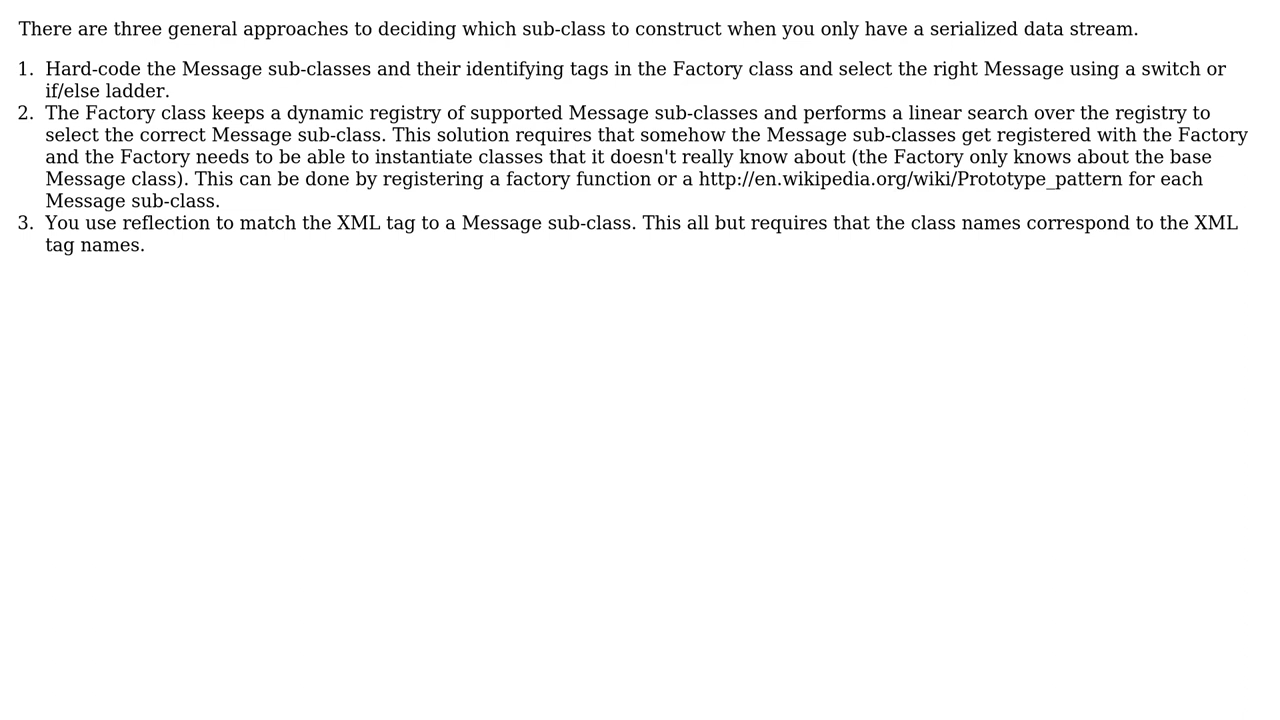 There are three general approaches to deciding which sub-class to construct when you only have a serialized data stream.
1. Hard-code the Message sub-classes and their identifying tags in the Factory class and select the right Message using a switch or
if/else ladder.
2. The Factory class keeps a dynamic registry of supported Message sub-classes and performs a linear search over the registry to
select the correct Message sub-class. This solution requires that somehow the Message sub-classes get registered with the Factory
and the Factory needs to be able to instantiate classes that it doesn't really know about (the Factory only knows about the base
Message class). This can be done by registering a factory function or a http://en.wikipedia.org/wiki/Prototype_pattern for each
Message sub-class.
3. You use reflection to match the XML tag to a Message sub-class. This all but requires that the class names correspond to the XML
tag names.